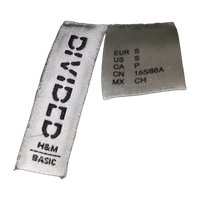 DIVIDED
H&M
BASIC
EUR S
US S
CA P
CN 165/88A
MX CH